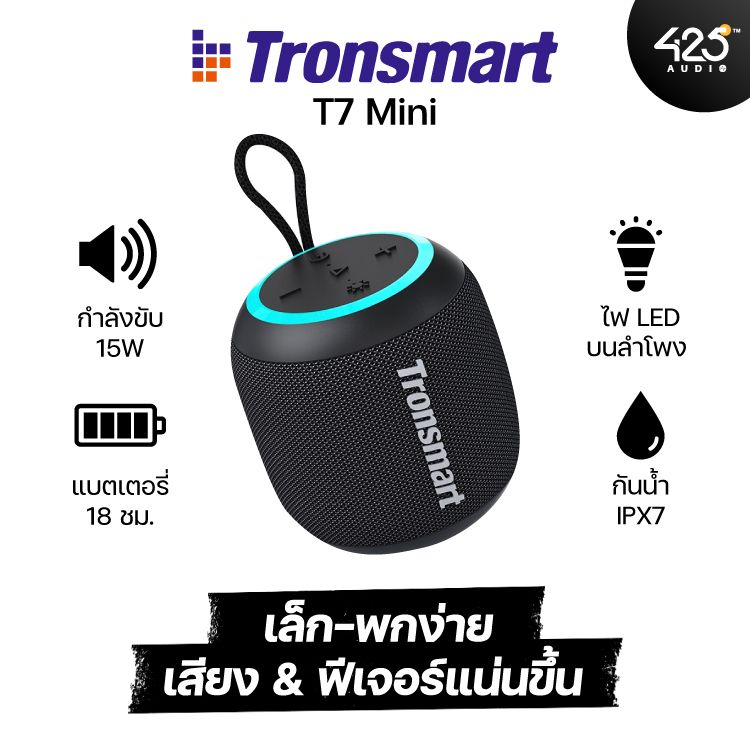 Tronsmart
T7 Mini
425™
AUDIO
กำลังขับ
15W
แบตเตอรี่
18 ชม.
ไฟ LED
บนลำโพง
กันน้ำ
IPX7
Tronsmart
เล็ก-พกง่าย
เสียง & ฟีเจอร์แน่นขึ้น